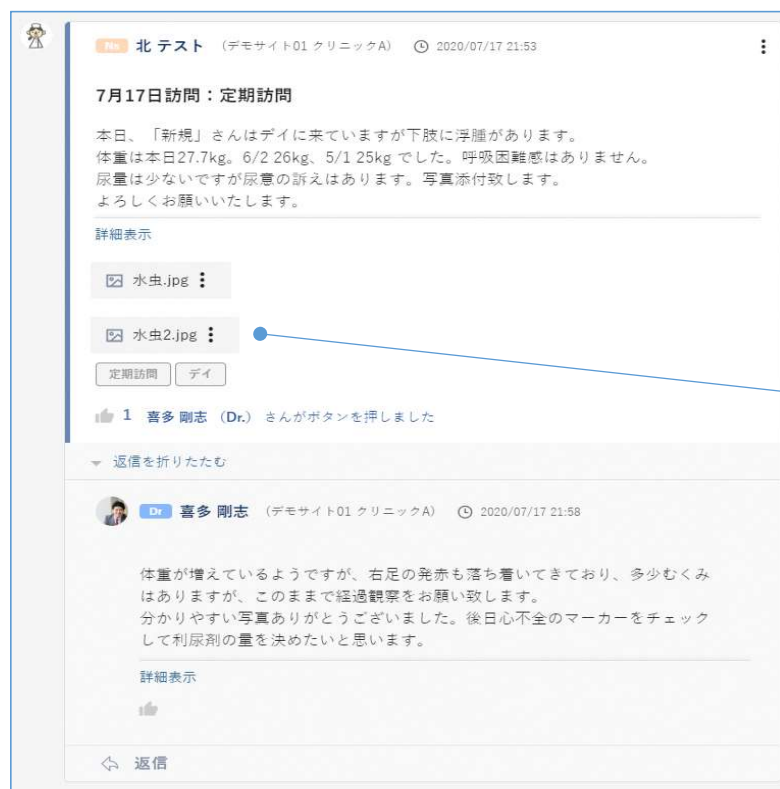 Ns 北 テスト （デモサイト01 クリニックA） 2020/07/17 21:53
7月17日訪問：定期訪問
本日、「新規」さんはデイに来ていますが下肢に浮腫があります。
体重は本日27.7kg。6/2 26kg、5/1 25kg でした。呼吸困難感はありません。
尿量は少ないですが尿意の訴えはあります。写真添付致します。
よろしくお願いいたします。
詳細表示
水虫.jpg
水虫2.jpg
定期訪問 デイ
1 喜多 剛志 （Dr.） さんがボタンを押しました
返信を折りたたむ
Dr 喜多 剛志 （デモサイト01 クリニックA） 2020/07/17 21:58
体重が増えているようですが、右足の発赤も落ち着いてきており、多少むくみ
はありますが、このままで経過観察をお願い致します。
分かりやすい写真ありがとうございました。後日心不全のマーカーをチェック
して利尿剤の量を決めたいと思います。
詳細表示
返信